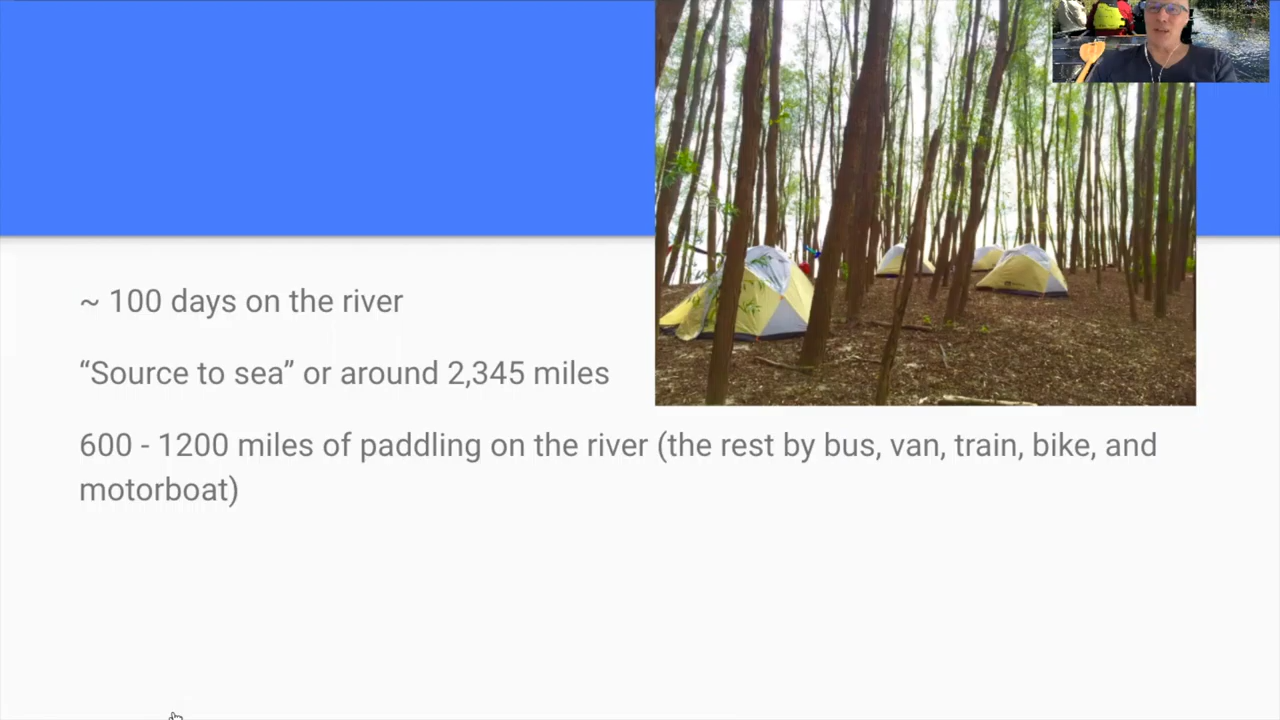 ~ 100 days on the river
“Source to sea” or around 2,345 miles
600 - 1200 miles of paddling on the river (the rest by bus, van, train, bike, and
motorboat)